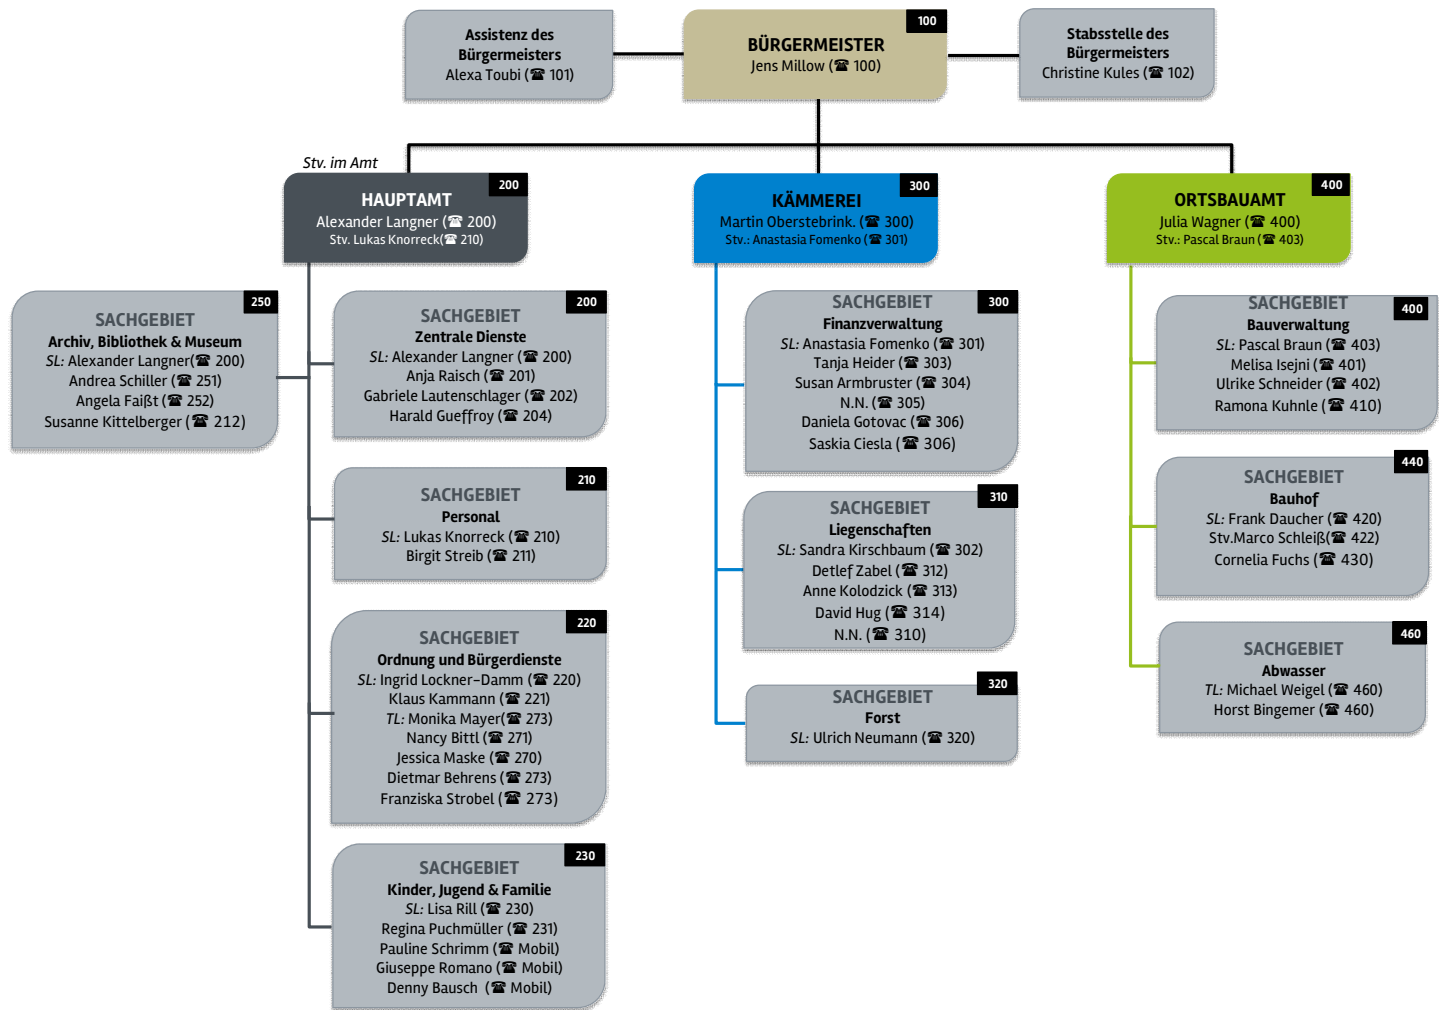 Assistenz des
Bürgermeisters
Alexa Toubi (☎ 101)
100
BÜRGERMEISTER
Jens Millow (☎ 100)
Stabsstelle des
Bürgermeisters
Christine Kules (☎ 102)
Stv. im Amt
200
HAUPTAMT
Alexander Langner (☎ 200)
Stv. Lukas Knorreck(☎ 210)
300
KÄMMEREI
Martin Oberstebrink. (☎ 300)
Stv.: Anastasia Fomenko (☎ 301)
400
ORTSBAUAMT
Julia Wagner (☎ 400)
Stv.: Pascal Braun (☎ 403)
250
SACHGEBIET
Archiv, Bibliothek & Museum
SL: Alexander Langner(☎ 200)
Andrea Schiller (☎ 251)
Angela Faißt (☎ 252)
Susanne Kittelberger (☎ 212)
200
SACHGEBIET
Zentrale Dienste
SL: Alexander Langner (☎ 200)
Anja Raisch (☎ 201)
Gabriele Lautenschlager (☎ 202)
Harald Gueffroy (☎ 204)
210
SACHGEBIET
Personal
SL: Lukas Knorreck (☎ 210)
Birgit Streib (☎ 211)
220
SACHGEBIET
Ordnung und Bürgerdienste
SL: Ingrid Lockner-Damm (☎ 220)
Klaus Kammann (☎ 221)
TL: Monika Mayer(☎ 273)
Nancy Bittl (☎ 271)
Jessica Maske (☎ 270)
Dietmar Behrens (☎ 273)
Franziska Strobel (☎ 273)
230
SACHGEBIET
Kinder, Jugend & Familie
SL: Lisa Rill (☎ 230)
Regina Puchmüller (☎ 231)
Pauline Schrimm (☎ Mobil)
Giuseppe Romano (☎ Mobil)
Denny Bausch (☎ Mobil)
300
SACHGEBIET
Finanzverwaltung
SL: Anastasia Fomenko (☎ 301)
Tanja Heider (☎ 303)
Susan Armbruster (☎ 304)
N.N. (☎ 305)
Daniela Gotovac (☎ 306)
Saskia Ciesla (☎ 306)
310
SACHGEBIET
Liegenschaften
SL: Sandra Kirschbaum (☎ 302)
Detlef Zabel (☎ 312)
Anne Kolodzick (☎ 313)
David Hug (☎ 314)
N.N. (☎ 310)
320
SACHGEBIET
Forst
SL: Ulrich Neumann (☎ 320)
400
SACHGEBIET
Bauverwaltung
SL: Pascal Braun (☎ 403)
Melisa Isejni (☎ 401)
Ulrike Schneider (☎ 402)
Ramona Kuhnle (☎ 410)
440
SACHGEBIET
Bauhof
SL: Frank Daucher (☎ 420)
Stv.Marco Schleiß(☎ 422)
Cornelia Fuchs (☎ 430)
460
SACHGEBIET
Abwasser
TL: Michael Weigel (☎ 460)
Horst Bingemer (☎ 460)